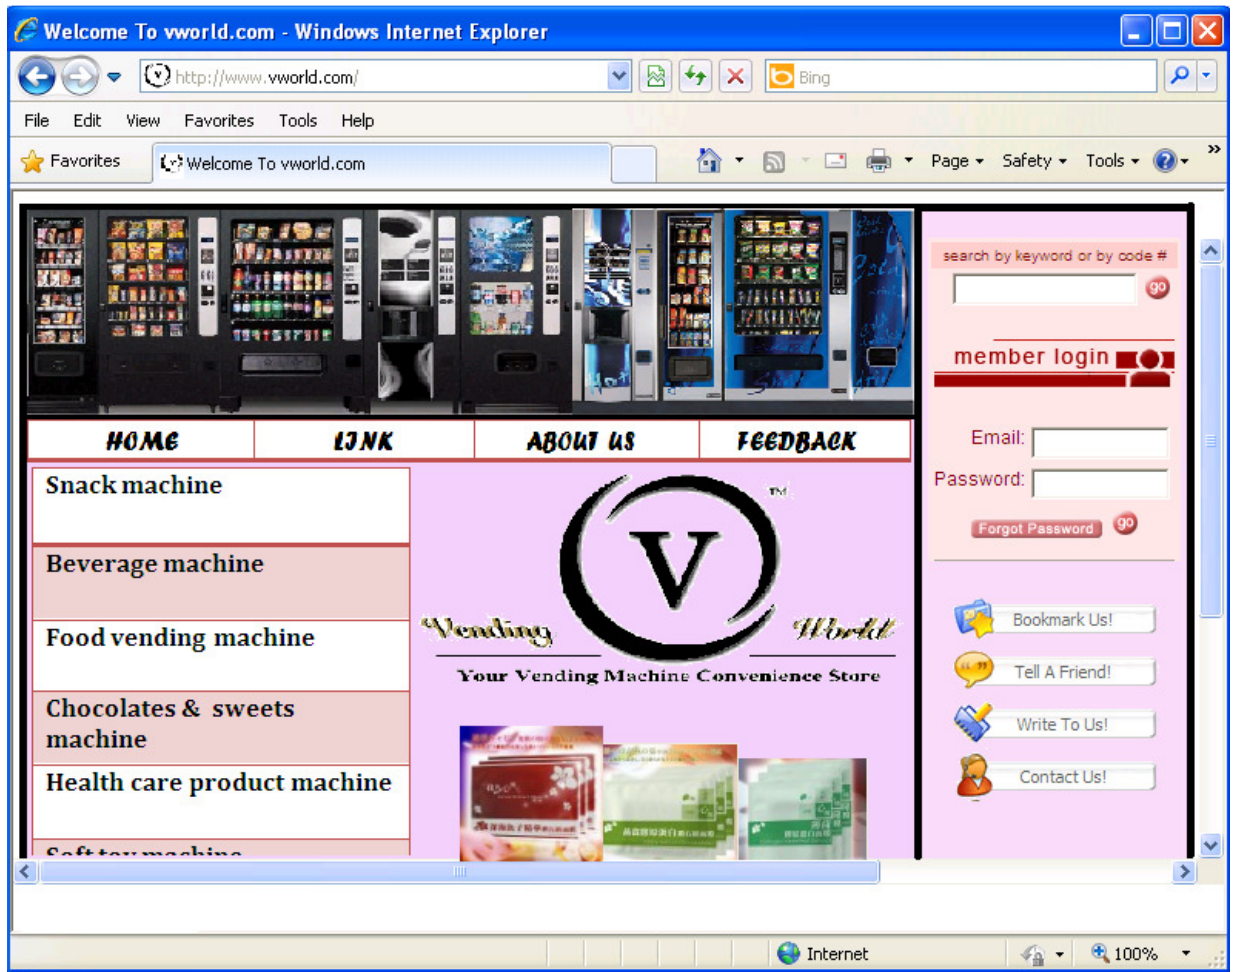 Welcome To vworld.com - Windows Internet Explorer
http://www.vworld.com/
Bing
File Edit View Favorites Tools Help
Favorites
Welcome To vworld.com
Page Safety Tools
search by keyword or by code #
go
member login
HOME LINK ABOUT US FEEDBACK
Email:
Password:
Forgot Password go
Snack machine
Beverage machine
Food vending machine
Chocolates & sweets
machine
Health care product machine
Soft toy machine
V TM
Vending World
Your Vending Machine Convenience Store
Bookmark Us!
Tell A Friend!
Write To Us!
Contact Us!
Internet
100%